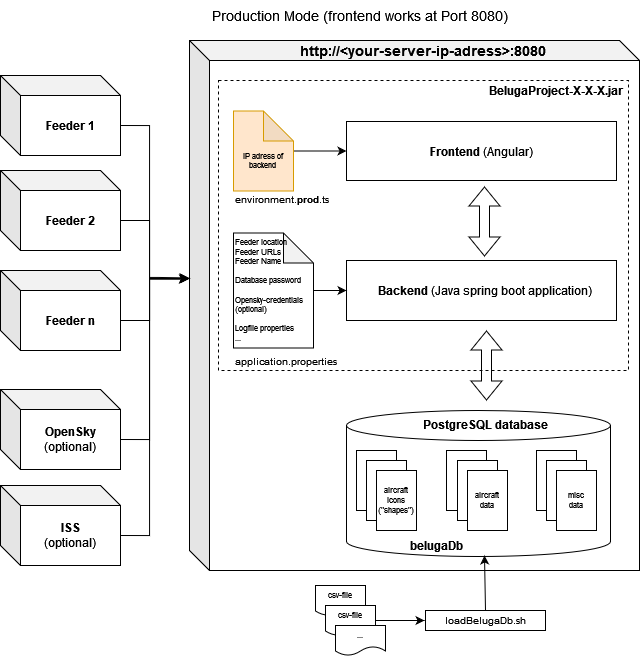 Production Mode (frontend works at Port 8080)
http://<your-server-ip-adress>:8080
BelugaProject-X-X-X.jar
Feeder 1
Feeder 2
Feeder n
OpenSky
(optional)
ISS
(optional)
IP adress of
backend
environment.prod.ts
Frontend (Angular)
Feeder location
Feeder URLs
Feeder Name
Database password
Opensky-credentials
(optional)
Logfile properties
...
application.properties
Backend (Java spring boot application)
PostgreSQL database
aircraft
icons
("shapes")
aircraft
data
misc
data
belugaDb
csv-file
csv-file
...
loadBelugaDb.sh